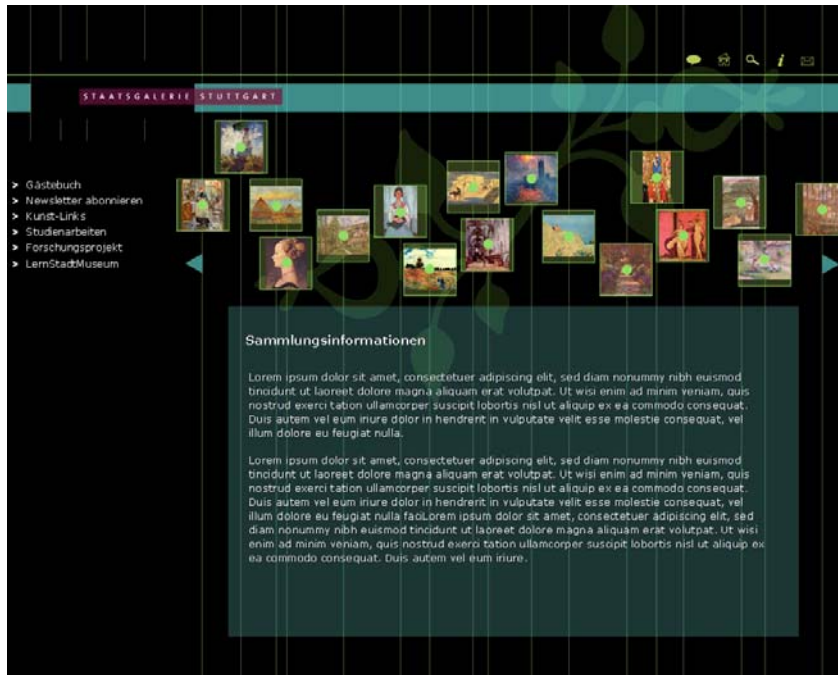 STAATSGALERIE STUTTGART
> Gästebuch
> Newsletter abonnieren
> Kunst-Links
> Studienarbeiten
> Forschungsprojekt
> LernStadtMuseum
Sammlungsinformationen
Lorem ipsum dolor sit amet, consectetuer adipiscing elit, sed diam nonummy nibh euismod
tincidunt ut laoreet dolore magna aliquam erat volutpat. Ut wisi enim ad minim veniam, quis
nostrud exerci tation ullamcorper suscipit lobortis nisl ut aliquip ex ea commodo consequat.
Duis autem vel eum iriure dolor in hendrerit in vulputate velit esse molestie consequat, vel
illum dolore eu feugiat nulla.
Lorem ipsum dolor sit amet, consectetuer adipiscing elit, sed diam nonummy nibh euismod
tincidunt ut laoreet dolore magna aliquam erat volutpat. Ut wisi enim ad minim veniam, quis
nostrud exerci tation ullamcorper suscipit lobortis nisl ut aliquip ex ea commodo consequat.
Duis autem vel eum iriure dolor in hendrerit in vulputate velit esse molestie consequat, vel
illum dolore eu feugiat nulla faciLorem ipsum dolor sit amet, consectetuer adipiscing elit, sed
diam nonummy nibh euismod tincidunt ut laoreet dolore magna aliquam erat volutpat. Ut wisi
enim ad minim veniam, quis nostrud exerci tation ullamcorper suscipit lobortis nisl ut aliquip ex
ea commodo consequat. Duis autem vel eum iriure.